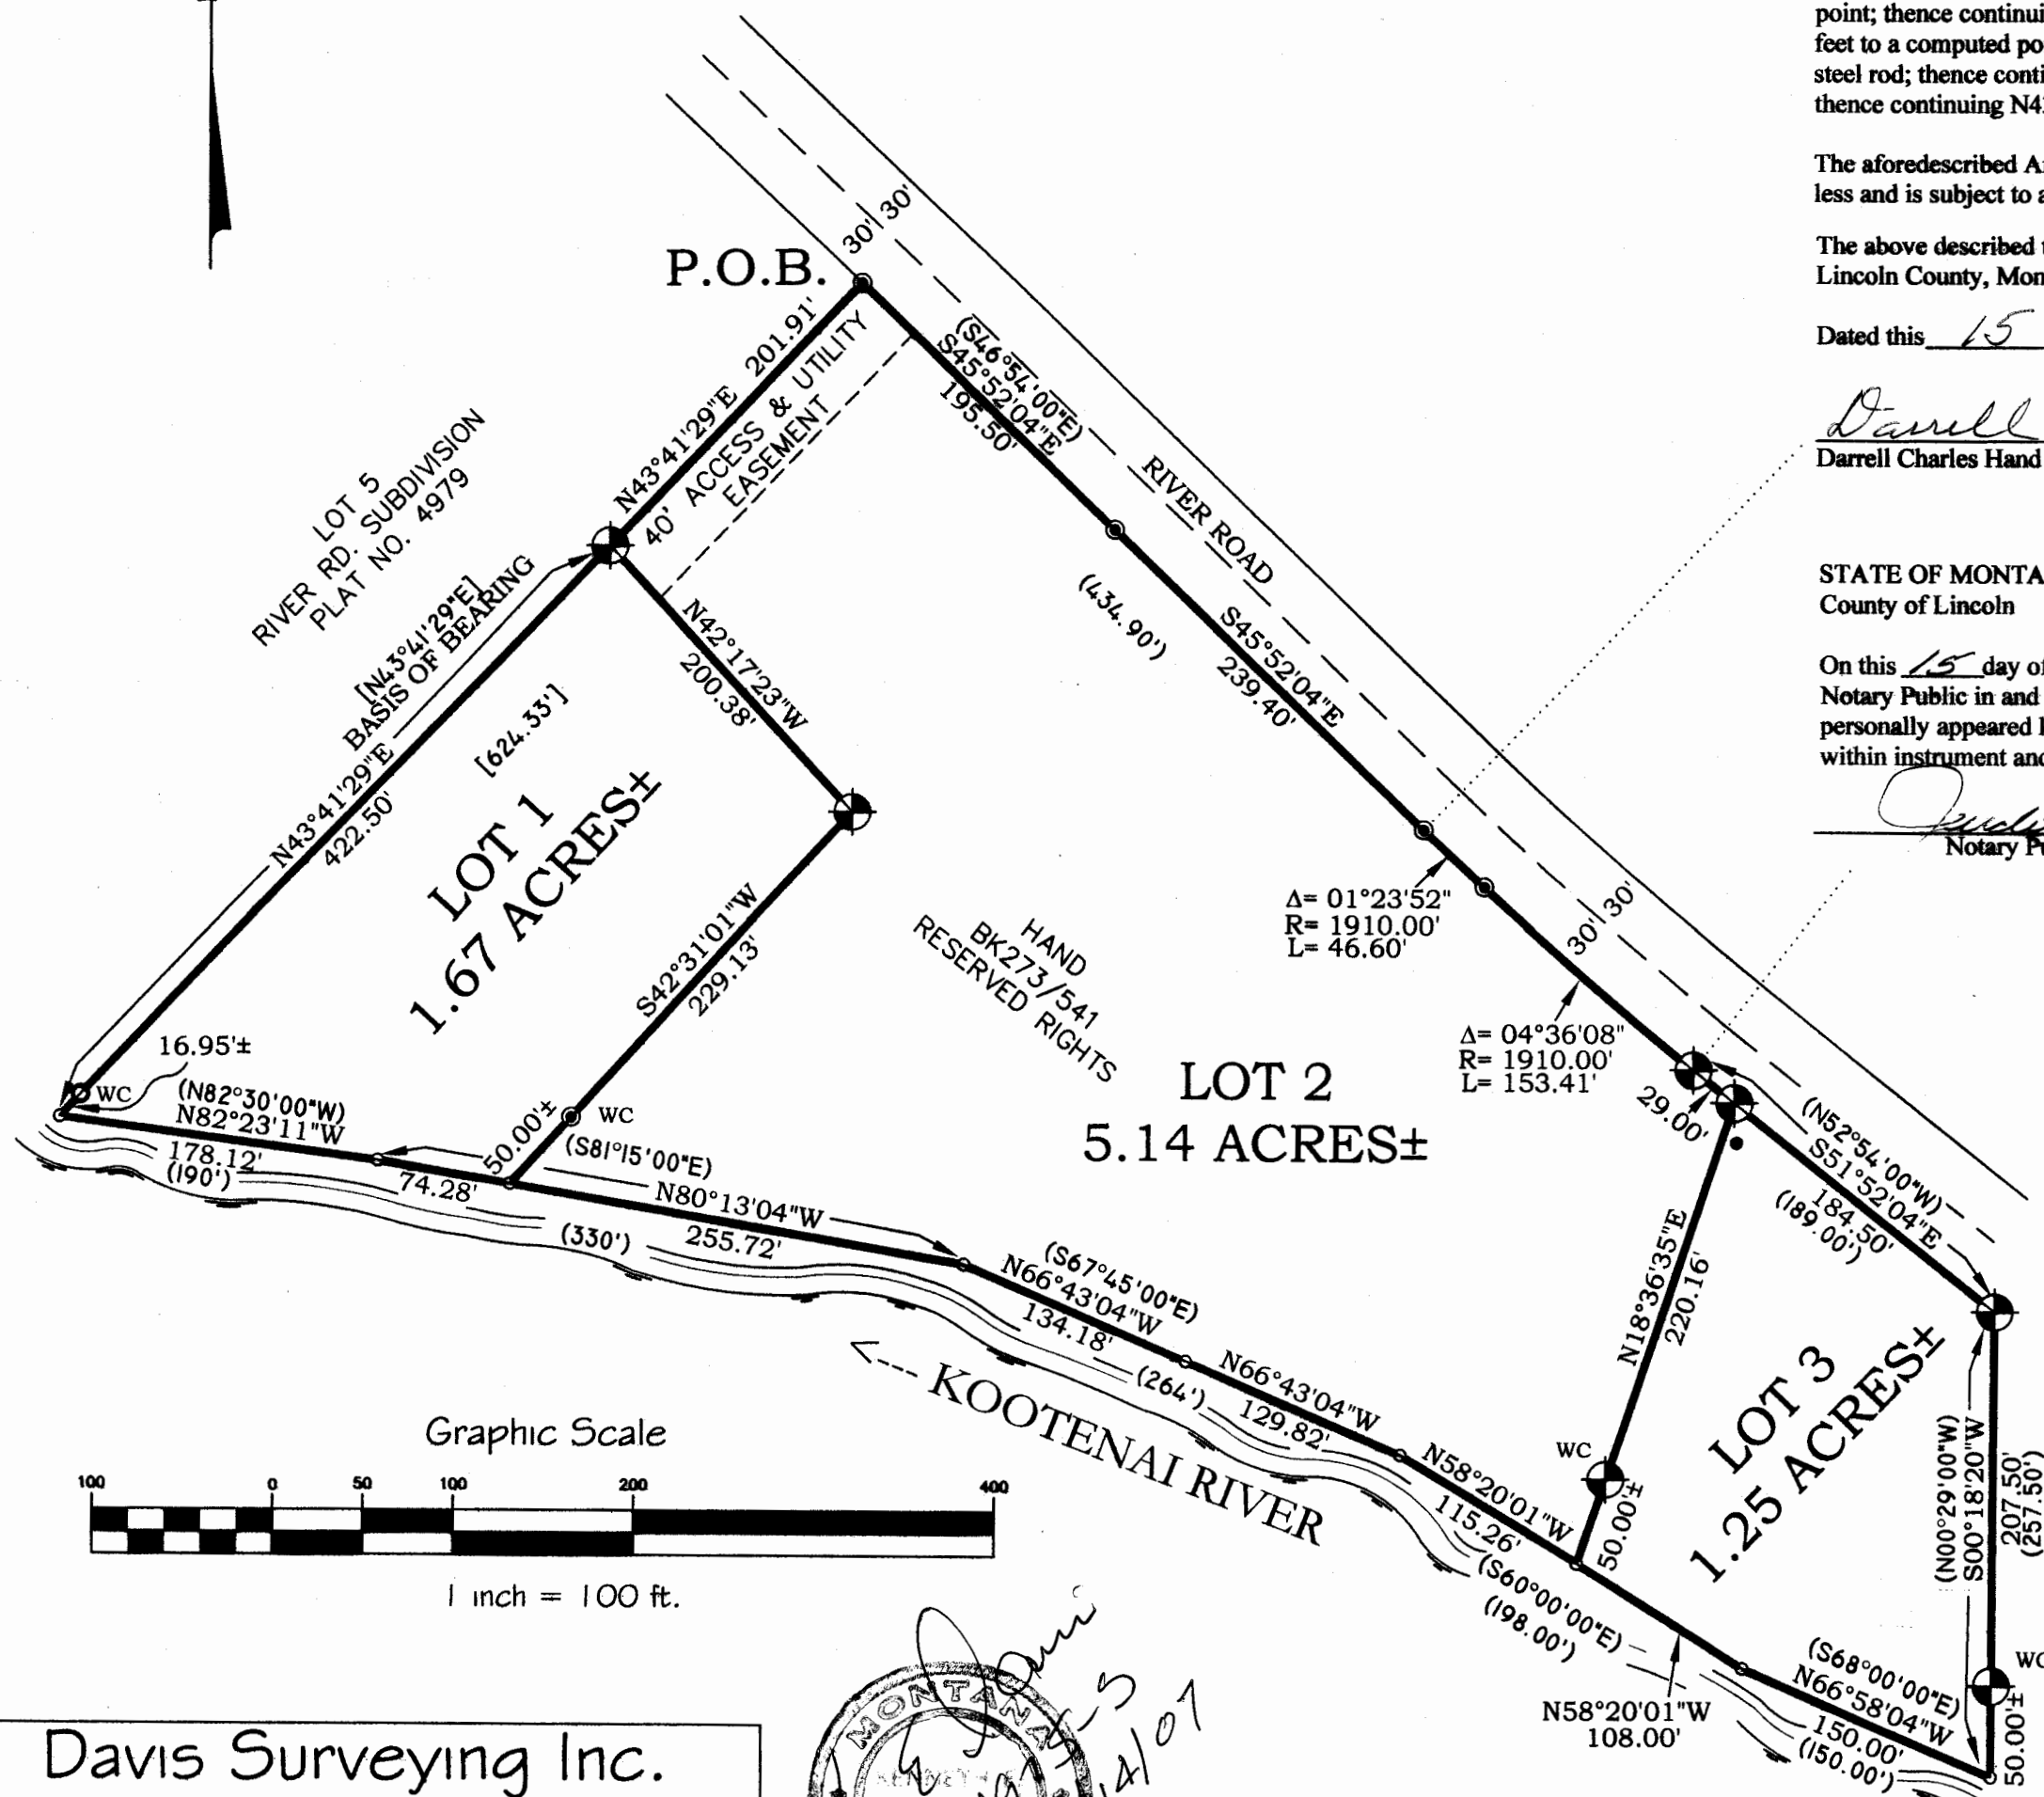 point; thence continui
feet to a computed po
steel rod; thence conti
thence continuing N4
The aforedescribed A
less and is subject to a
The above described t
Lincoln County, Mon
Dated this 15
Darrell
Darrell Charles Hand
STATE OF MONTA
County of Lincoln
On this 15 day of
Notary Public in and
personally appeared
within instrument and
Notary Pu
P.O.B.
30' 30'
N43°41'29"E 201.91'
40' ACCESS & UTILITY
EASEMENT
(S46°54'00"E)
S45°52'04"E
195.50'
RIVER ROAD
LOT 5
RIVER RD. SUBDIVISION
PLAT NO. 4979
[N43°41'29"E]
BASIS OF BEARING
N43°41'29"E
422.50'
[624.33']
N42°17'23"W
200.38'
(434.90')
S45°52'04"E
239.40'
LOT 1
1.67 ACRES±
S42°31'01"W
229.13'
HAND
BK273/541
RESERVED RIGHTS
Δ= 01°23'52"
R= 1910.00'
L= 46.60'
30' 30'
Δ= 04°36'08"
R= 1910.00'
L= 153.41'
LOT 2
5.14 ACRES±
29.00'
(N52°54'00"W)
S51°52'04"E
184.50'
(189.00')
16.95'±
WC
(N82°30'00"W)
N82°23'11"W
178.12'
(190')
74.28'
50.00'±
WC
(S81°15'00"E)
N80°13'04"W
255.72'
(330')
(S67°45'00"E)
N66°43'04"W
134.18'
(264')
N66°43'04"W
129.82'
KOOTENAI RIVER
N58°20'01"W
115.26'
(S60°00'00"E)
(198.00')
N18°36'35"E
220.16'
WC
50.00'±
LOT 3
1.25 ACRES±
(N00°29'00"W)
S00°18'20"W
207.50'
(257.50')
WC
50.00'±
N58°20'01"W
108.00'
(S68°00'00"E)
N66°58'04"W
150.00'
(150.00')
Graphic Scale
100 0 50 100 200 400
1 inch = 100 ft.
Davis Surveying Inc.
MONTANA